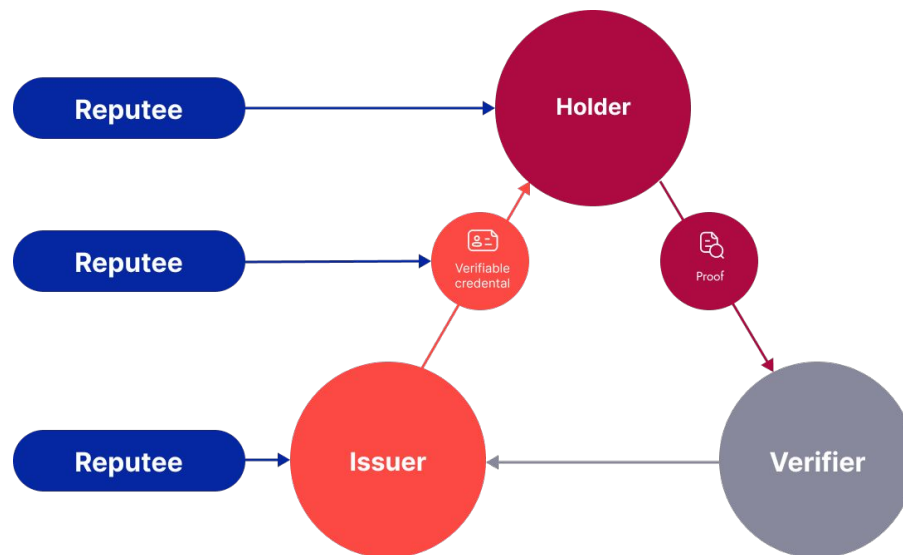 Reputee
Holder
Reputee
Verifiable
credental
Proof
Reputee
Issuer
Verifier